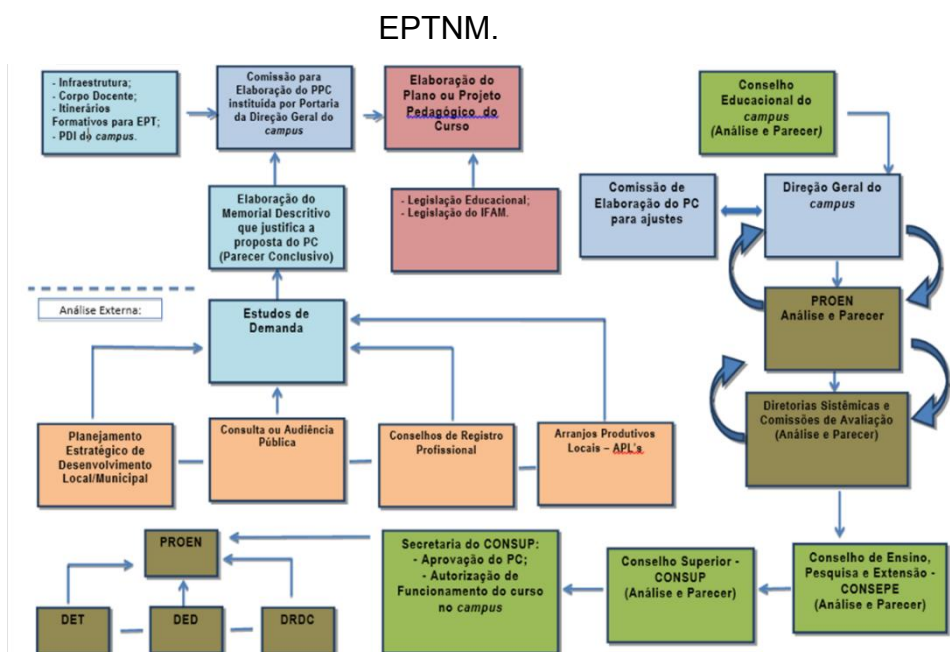 EPTNM.
- Infraestrutura;
- Corpo Docente;
- Itinerários
Formativos para EPT;
- PDI do campus.
Comissão para
Elaboração do PPC
instituída por Portaria
da Direção Geral do
campus
Elaboração do
Plano ou Projeto
Pedagógico do
Curso
Conselho
Educacional do
campus
(Análise e Parecer)
Elaboração do
Memorial Descritivo
que justifica a
proposta do PC
(Parecer Conclusivo)
- Legislação Educacional;
- Legislação do IFAM.
Comissão de
Elaboração do PC
para ajustes
Direção Geral do
campus
Análise Externa:
Estudos de
Demanda
PROEN
Análise e Parecer
Planejamento
Estratégico de
Desenvolvimento
Local/Municipal
Consulta ou Audiência
Pública
Conselhos de Registro
Profissional
Arranjos Produtivos
Locais – APL's
Diretorias Sistêmicas e
Comissões de Avaliação
(Análise e Parecer)
PROEN
DET
DED
DRDC
Secretaria do CONSUP:
- Aprovação do PC;
- Autorização de
Funcionamento do curso
no campus
Conselho Superior -
CONSUP
(Análise e Parecer)
Conselho de Ensino,
Pesquisa e Extensão -
CONSEPE
(Análise e Parecer)